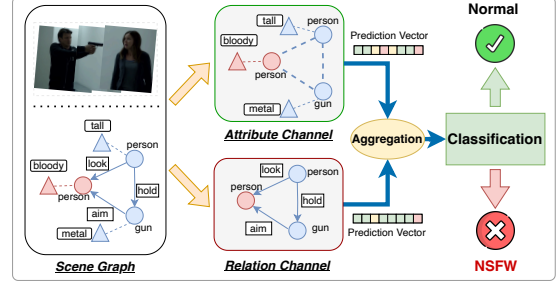 tall
person
bloody
person
metal
gun
Attribute Channel
Prediction Vector
Normal
Aggregation
Classification
tall
person
bloody
look
hold
person
aim
metal
gun
Scene Graph
look
person
person
hold
aim
gun
Relation Channel
Prediction Vector
NSFW